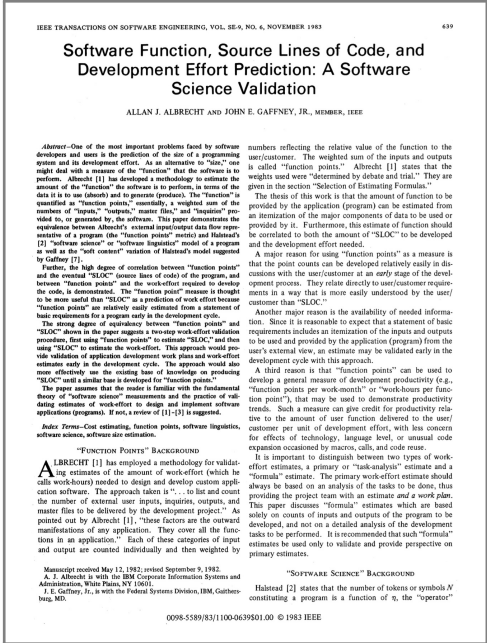 IEEE TRANSACTIONS ON SOFTWARE ENGINEERING, VOL. SE-9, NO. 6, NOVEMBER 1983
639
Software Function, Source Lines of Code, and
Development Effort Prediction: A Software
Science Validation
ALLAN J. ALBRECHT AND JOHN E. GAFFNEY, JR., MEMBER, IEEE
Abstract—One of the most important problems faced by software
developers and users is the prediction of the size of a programming
system and its development effort. As an alternative to "size," one
might deal with a measure of the "function" that the software is to
perform. Albrecht [1] has developed a methodology to estimate the
amount of the "function" the software is to perform, in terms of the
data it is to use (absorb) and to generate (produce). The "function" is
quantified as "function points," essentially, a weighted sum of the
numbers of "inputs," "outputs," master files," and "inquiries" pro-
vided to, or generated by, the software. This paper demonstrates the
equivalence between Albrecht's external input/output data flow repre-
sentative of a program (the "function points" metric) and Halstead's
[2] "software science" or "software linguistics" model of a program
as well as the "soft content" variation of Halstead's model suggested
by Gaffney [7].
Further, the high degree of correlation between "function points"
and the eventual "SLOC" (source lines of code) of the program, and
between "function points" and the work-effort required to develop
the code, is demonstrated. The "function point" measure is thought
to be more useful than "SLOC" as a prediction of work effort because
"function points" are relatively easily estimated from a statement of
basic requirements for a program early in the development cycle.
The strong degree of equivalency between "function points" and
"SLOC" shown in the paper suggests a two-step work-effort validation
procedure, first using "function points" to estimate "SLOC," and then
using "SLOC" to estimate the work-effort. This approach would pro-
vide validation of application development work plans and work-effort
estimates early in the development cycle. The approach would also
more effectively use the existing base of knowledge on producing
"SLOC" until a similar base is developed for "function points."
The paper assumes that the reader is familiar with the fundamental
theory of "software science" measurements and the practice of vali-
dating estimates of work-effort to design and implement software
applications (programs). If not, a review of [1]-[3] is suggested.
Index Terms—Cost estimating, function points, software linguistics,
software science, software size estimation.
"FUNCTION POINTS" BACKGROUND
ALBRECHT [1] has employed a methodology for validat-
ing estimates of the amount of work-effort (which he
calls work-hours) needed to design and develop custom appli-
cation software. The approach taken is ". . . to list and count
the number of external user inputs, inquiries, outputs, and
master files to be delivered by the development project." As
pointed out by Albrecht [1], "these factors are the outward
manifestations of any application. They cover all the func-
tions in an application." Each of these categories of input
and output are counted individually and then weighted by
Manuscript received May 12, 1982; revised September 9, 1982.
A. J. Albrecht is with the IBM Corporate Information Systems and
Administration, White Plains, NY 10601.
J. E. Gaffney, Jr., is with the Federal Systems Division, IBM, Gaithers-
burg, MD.
numbers reflecting the relative value of the function to the
user/customer. The weighted sum of the inputs and outputs
is called "function points." Albrecht [1] states that the
weights used were "determined by debate and trial." They are
given in the section "Selection of Estimating Formulas."
The thesis of this work is that the amount of function to be
provided by the application (program) can be estimated from
an itemization of the major components of data to be used or
provided by it. Furthermore, this estimate of function should
be correlated to both the amount of "SLOC" to be developed
and the development effort needed.
A major reason for using "function points" as a measure is
that the point counts can be developed relatively easily in dis-
cussions with the user/customer at an early stage of the devel-
opment process. They relate directly to user/customer require-
ments in a way that is more easily understood by the user/
customer than "SLOC."
Another major reason is the availability of needed informa-
tion. Since it is reasonable to expect that a statement of basic
requirements includes an itemization of the inputs and outputs
to be used and provided by the application (program) from the
user's external view, an estimate may be validated early in the
development cycle with this approach.
A third reason is that "function points" can be used to
develop a general measure of development productivity (e.g.,
"function points per work-month" or "work-hours per func-
tion point"), that may be used to demonstrate productivity
trends. Such a measure can give credit for productivity rela-
tive to the amount of user function delivered to the user/
customer per unit of development effort, with less concern
for effects of technology, language level, or unusual code
expansion occasioned by macros, calls, and code reuse.
It is important to distinguish between two types of work-
effort estimates, a primary or "task-analysis" estimate and a
"formula" estimate. The primary work-effort estimate should
always be based on an analysis of the tasks to be done, thus
providing the project team with an estimate and a work plan.
This paper discusses "formula" estimates which are based
solely on counts of inputs and outputs of the program to be
developed, and not on a detailed analysis of the development
tasks to be performed. It is recommended that such "formula"
estimates be used only to validate and provide perspective on
primary estimates.
"SOFTWARE SCIENCE" BACKGROUND
Halstead [2] states that the number of tokens or symbols N
constituting a program is a function of η, the "operator"
0098-5589/83/1100-0639$01.00 © 1983 IEEE